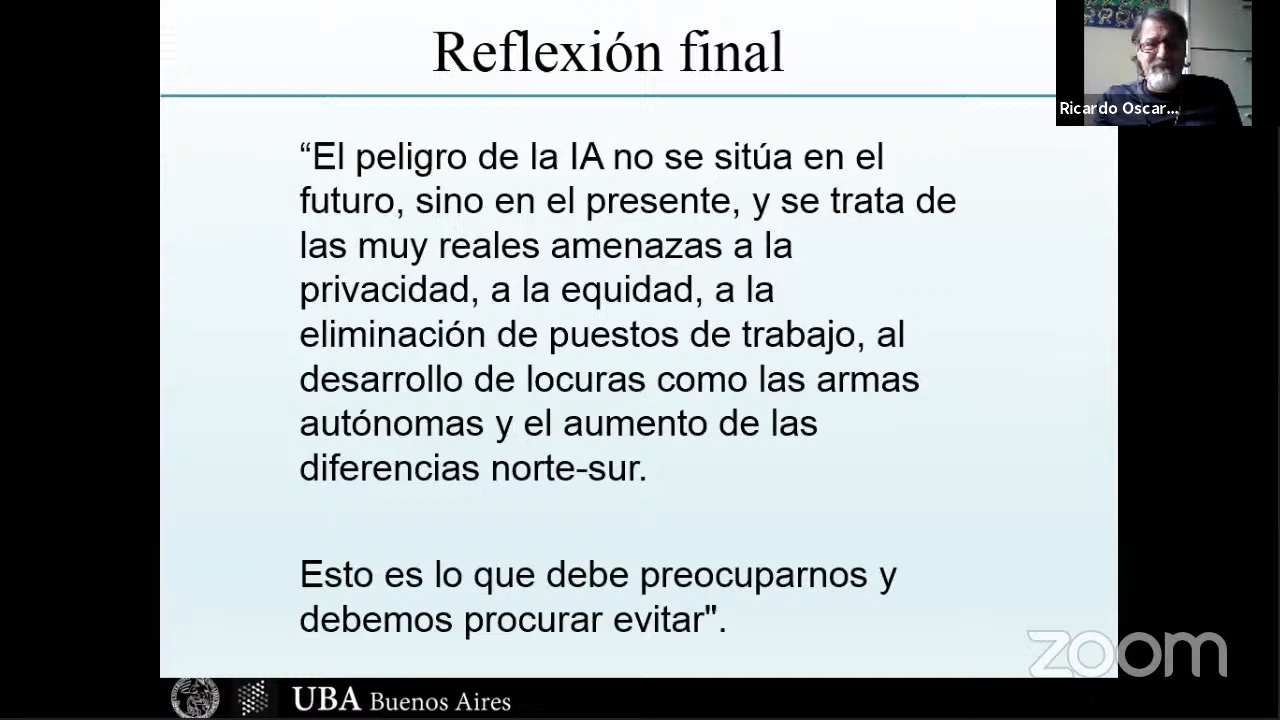 Reflexión final
Ricardo Oscar...
“El peligro de la IA no se sitúa en el
futuro, sino en el presente, y se trata de
las muy reales amenazas a la
privacidad, a la equidad, a la
eliminación de puestos de trabajo, al
desarrollo de locuras como las armas
autónomas y el aumento de las
diferencias norte-sur.
Esto es lo que debe preocuparnos y
debemos procurar evitar".
zoom
UBA Buenos Aires